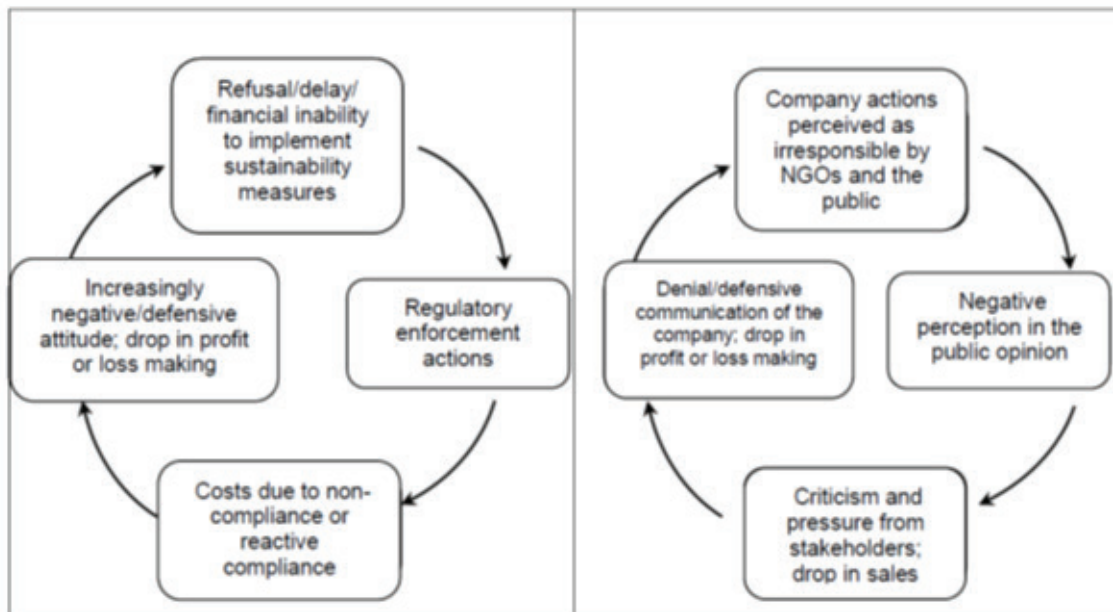 Refusal/delay/
financial inability
to implement
sustainability
measures
Increasingly
negative/defensive
attitude; drop in profit
or loss making
Regulatory
enforcement
actions
Costs due to non-
compliance or
reactive
compliance
Company actions
perceived as
irresponsible by
NGOs and the
public
Denial/defensive
communication of the
company; drop in
profit or loss making
Negative
perception in the
public opinion
Criticism and
pressure from
stakeholders;
drop in sales